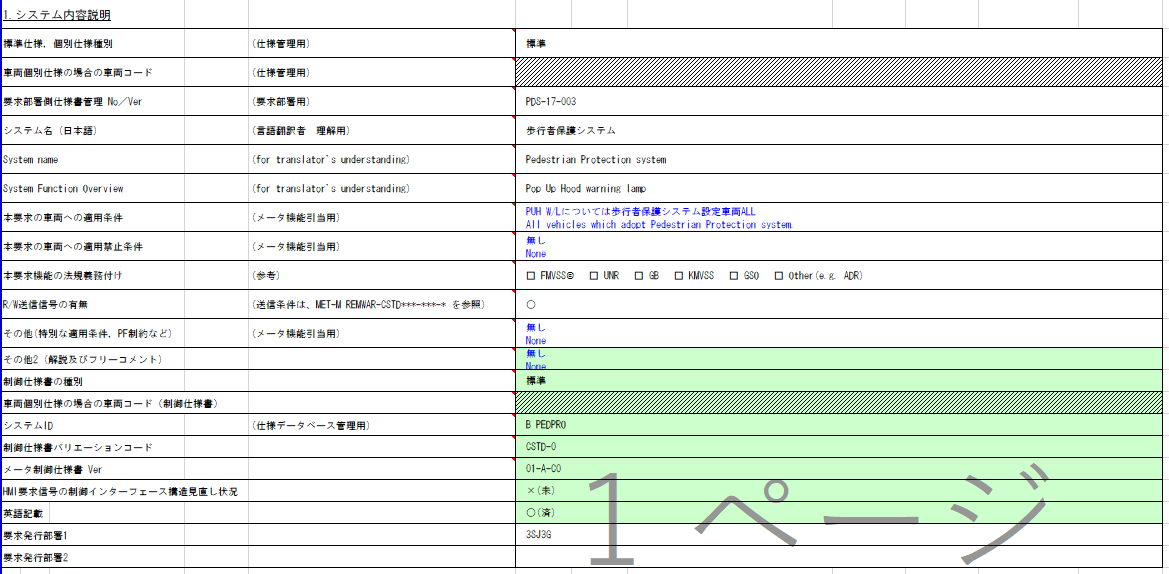 1. システム内容説明
標準仕様, 個別仕様種別 (仕様管理用) 標準
車両個別仕様の場合の車両コード (仕様管理用)
要求部署側仕様書管理 No／Ver (要求部署用) PDS-17-003
システム名 (日本語) (言語翻訳者　理解用) 歩行者保護システム
System name (for translator's understanding) Pedestrian Protection system
System Function Overview (for translator's understanding) Pop Up Hood warning lamp
本要求の車両への適用条件 (メータ機能引当用) PUH W/Lについては歩行者保護システム設定車両ALL
All vehicles which adopt Pedestrian Protection system.
本要求の車両への適用禁止条件 (メータ機能引当用) 無し
None
本要求機能の法規義務付け (参考) □ FMVSS© □ UNR □ GB □ KMVSS □ GSO □ Other(e.g. ADR)
R/W送信信号の有無 (送信条件は、MET-M REMWAR-CSTD***-***-* を参照) ○
その他(特別な適用条件, PF制約など) (メータ機能引当用) 無し
None
その他2 (解説及びフリーコメント) 無し
None
制御仕様書の種別 標準
車両個別仕様の場合の車両コード (制御仕様書)
システムID (仕様データベース管理用) B PEDPRO
制御仕様書バリエーションコード CSTD-0
メータ制御仕様書 Ver 01-A-C0
HMI要求信号の制御インターフェース構造見直し状況 ×(未)
英語記載 ○(済)
要求発行部署1 3SJ3G
要求発行部署2
1 ページ